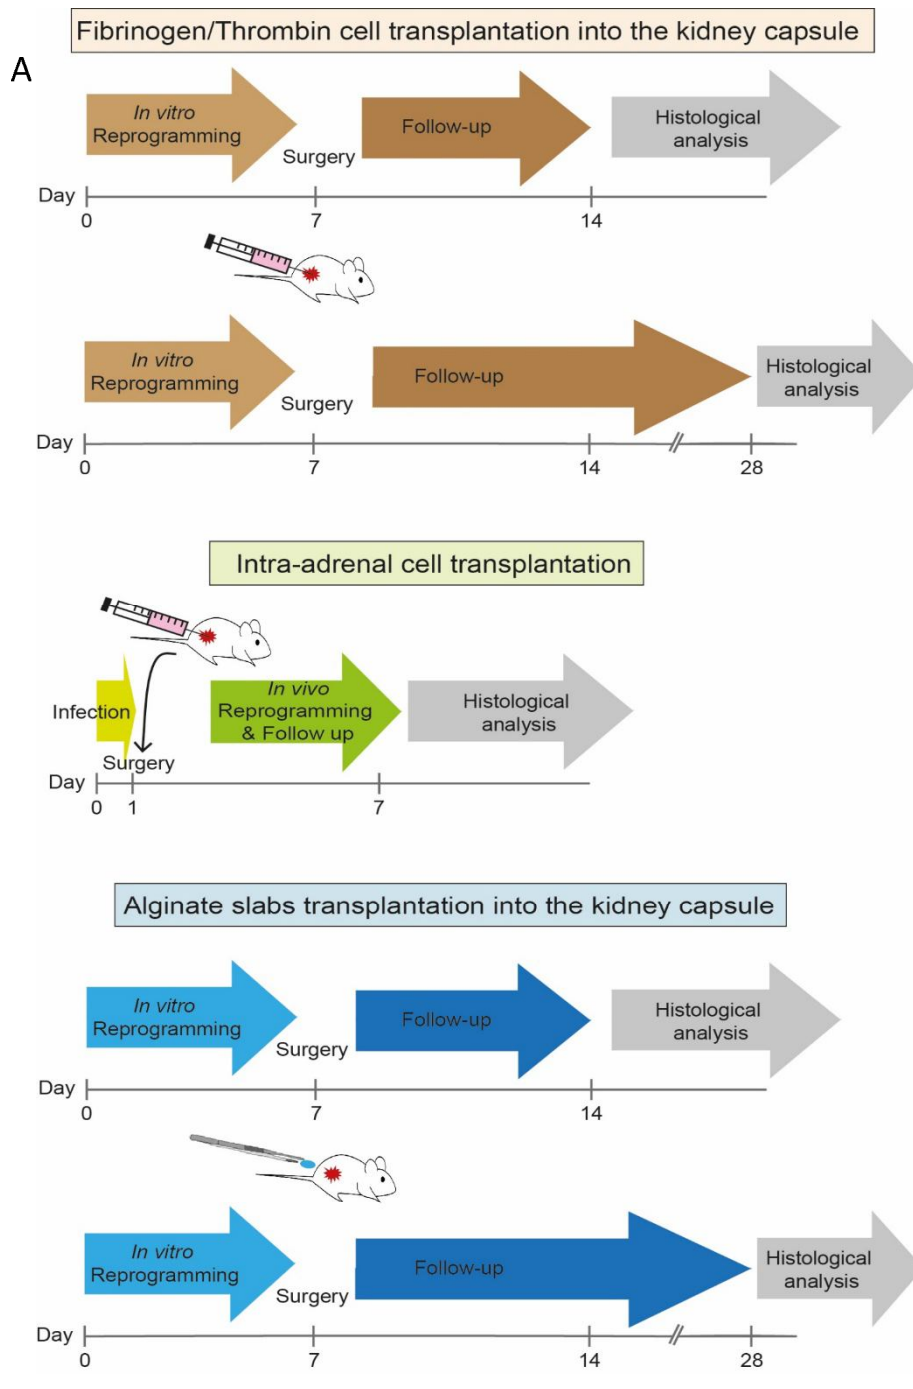 Fibrinogen/Thrombin cell transplantation into the kidney capsule
A
In vitro
Reprogramming
Surgery
Follow-up
Histological
analysis
Day
0 7 14
In vitro
Reprogramming
Surgery
Follow-up
Histological
analysis
Day
0 7 14 28
Intra-adrenal cell transplantation
Infection
Surgery
In vivo
Reprogramming
& Follow up
Histological
analysis
Day
0 1 7
Alginate slabs transplantation into the kidney capsule
In vitro
Reprogramming
Surgery
Follow-up
Histological
analysis
Day
0 7 14
In vitro
Reprogramming
Surgery
Follow-up
Histological
analysis
Day
0 7 14 28